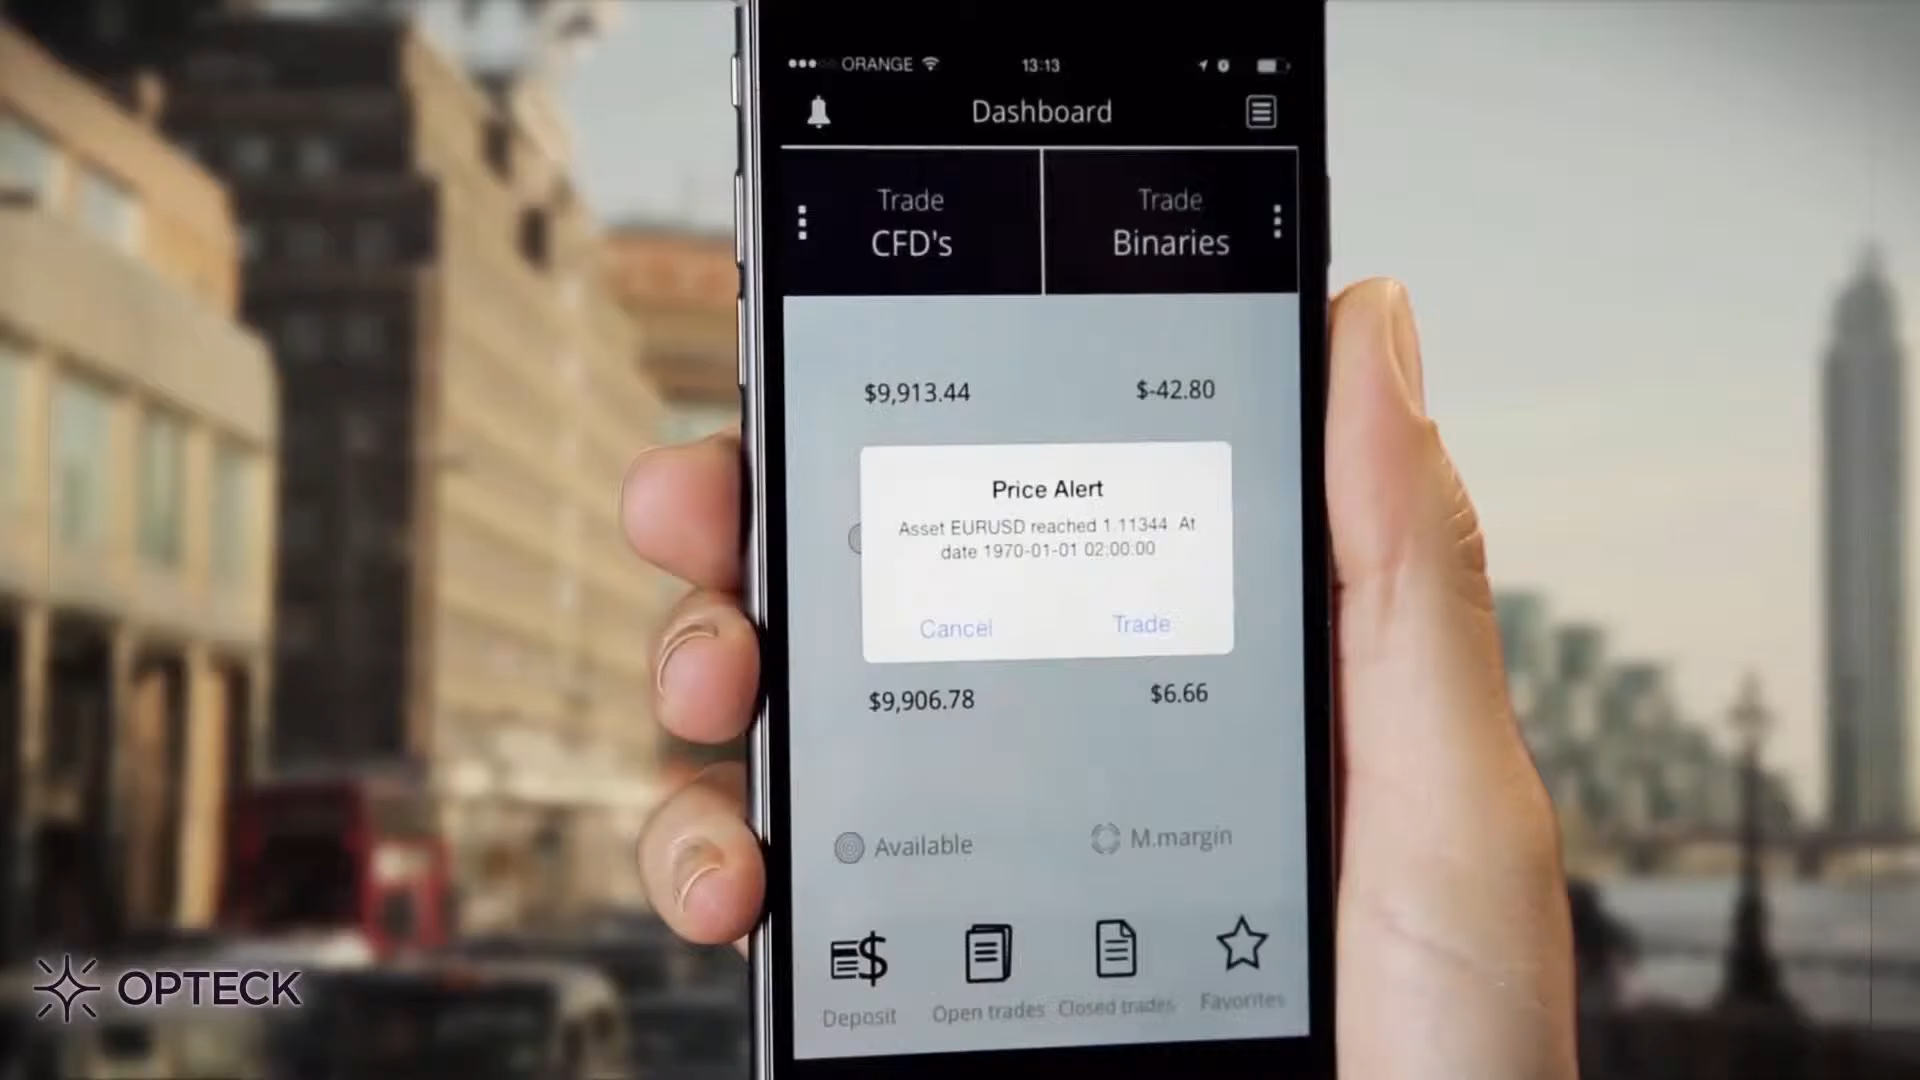 ORANGE 13:13
Dashboard
Trade
CFD's
Trade
Binaries
$9,913.44 $-42.80
Price Alert
Asset EURUSD reached 1.11344 At
date 1970-01-01 02:00:00
Cancel Trade
$9,906.78 $6.66
Available M.margin
Deposit Open trades Closed trades Favorites
OPTECK